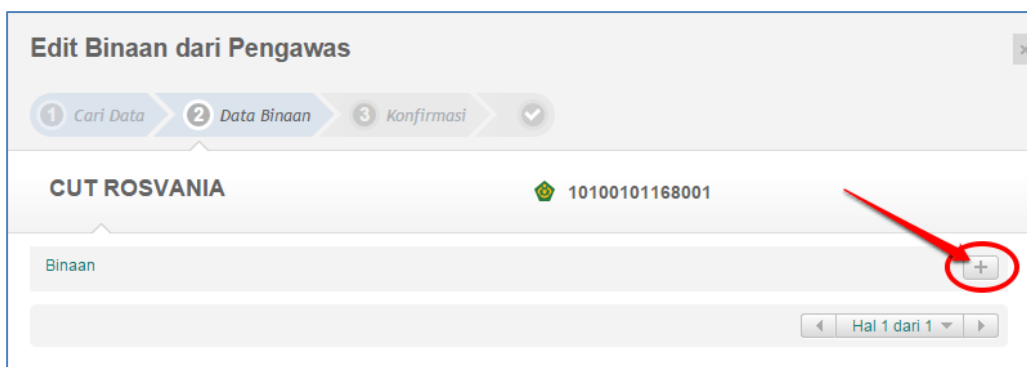 Edit Binaan dari Pengawas
1 Cari Data 2 Data Binaan 3 Konfirmasi
CUT ROSVANIA 10100101168001
Binaan
Hal 1 dari 1